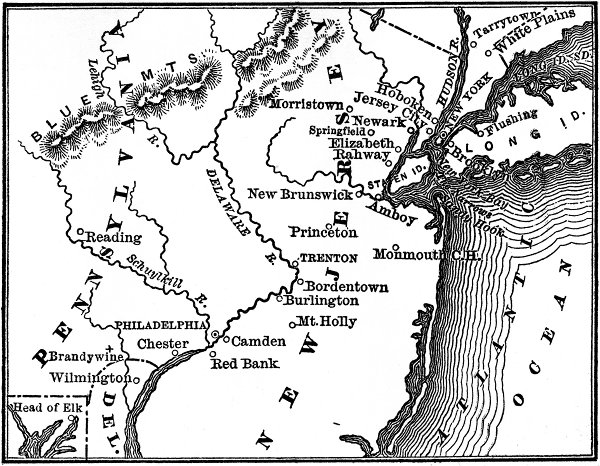 Tarrytown
White Plains
HUDSON R.
LONG ID. SD.
BLUE MTS
Lehigh
R.
Hoboken
NEW YORK
Morristown
Jersey City
Newark
Springfield
Flushing
LONG ID.
Elizabeth
Rahway
Brooklyn
STATEN ID.
New Brunswick
Amboy
Sandy Hook
DELAWARE
R.
Princeton
Monmouth C.H.
Reading
Schuylkill
R.
TRENTON
Bordentown
Burlington
PENNSYLVANIA
NEW JERSEY
ATLANTIC
OCEAN
PHILADELPHIA
Camden
Mt. Holly
Chester
Red Bank
Brandywine
Wilmington
DEL.
Head of Elk